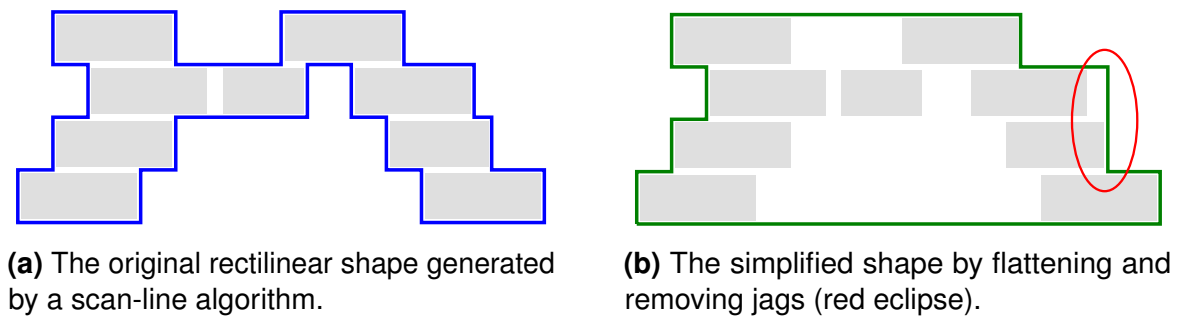 (a) The original rectilinear shape generated
by a scan-line algorithm.
(b) The simplified shape by flattening and
removing jags (red eclipse).